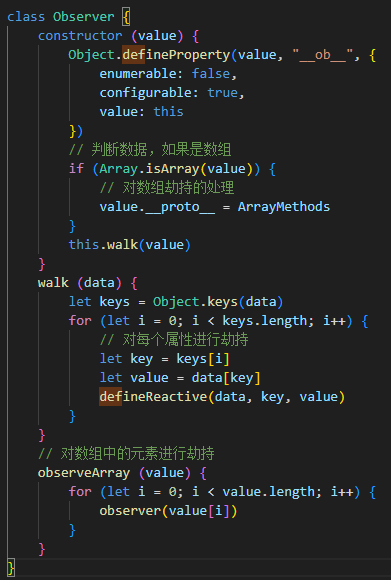 class Observer {
    constructor (value) {
        Object.defineProperty(value, "__ob__", {
            enumerable: false,
            configurable: true,
            value: this
        })
        // 判断数据，如果是数组
        if (Array.isArray(value)) {
            // 对数组劫持的处理
            value.__proto__ = ArrayMethods
        }
        this.walk(value)
    }
    walk (data) {
        let keys = Object.keys(data)
        for (let i = 0; i < keys.length; i++) {
            // 对每个属性进行劫持
            let key = keys[i]
            let value = data[key]
            defineReactive(data, key, value)
        }
    }
    // 对数组中的元素进行劫持
    observeArray (value) {
        for (let i = 0; i < value.length; i++) {
            observer(value[i])
        }
    }
}